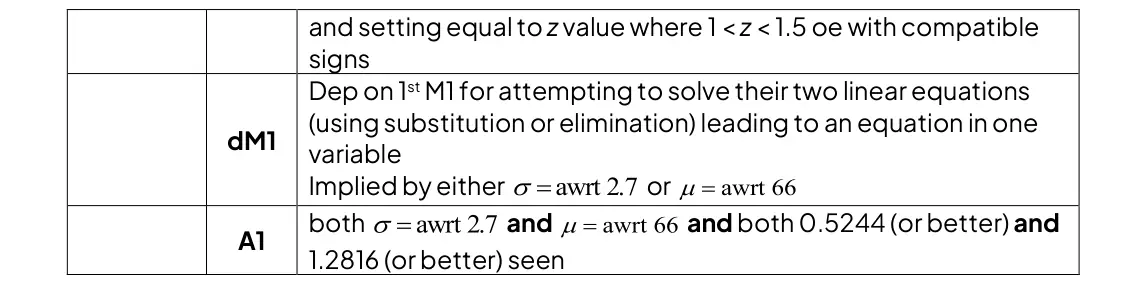 and setting equal to z value where 1 < z < 1.5 oe with compatible
signs
Dep on 1st M1 for attempting to solve their two linear equations
(using substitution or elimination) leading to an equation in one
dM1
variable
Implied by either σ = awrt 2.7 or μ = awrt 66
both σ = awrt 2.7 and μ = awrt 66 and both 0.5244 (or better) and
A1
1.2816 (or better) seen